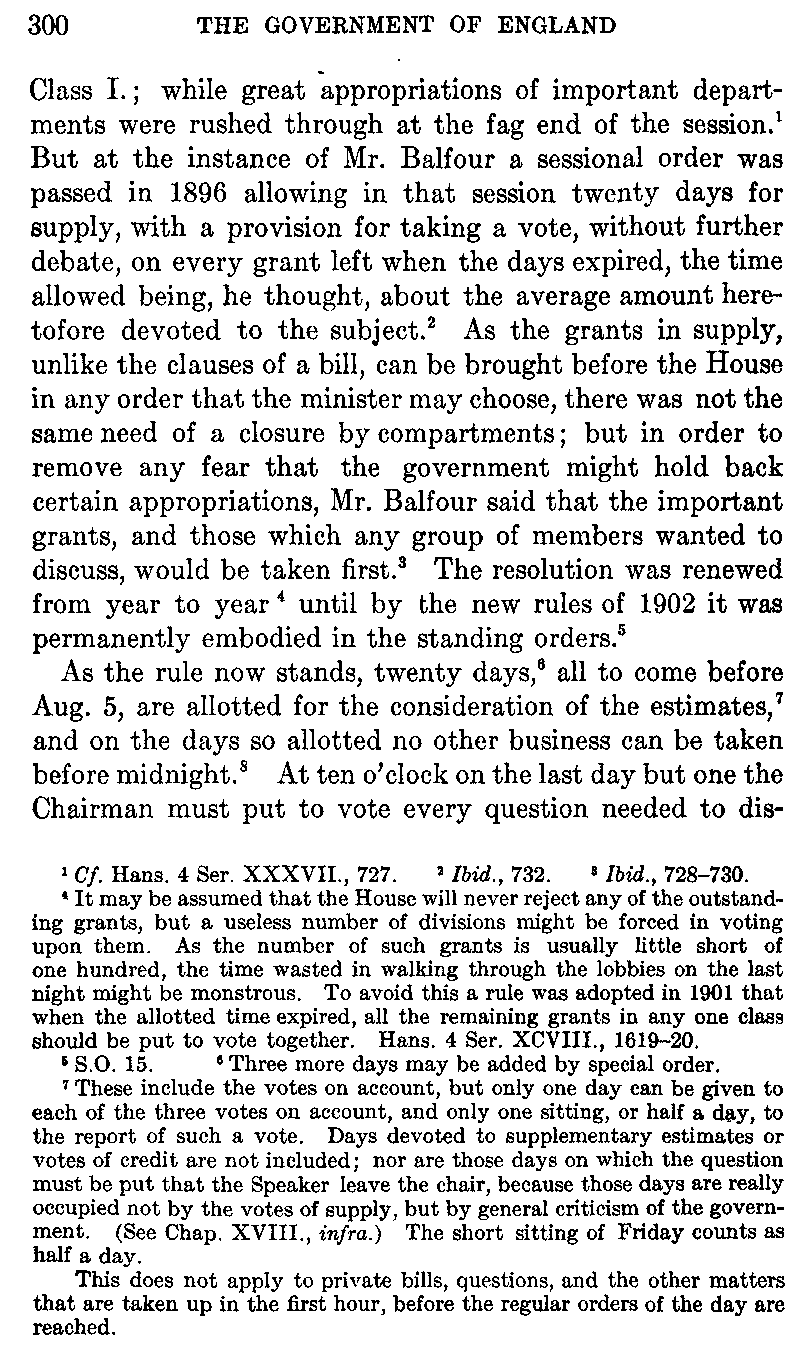 300 THE GOVERNMENT OF ENGLAND
Class I.; while great appropriations of important depart-
ments were rushed through at the fag end of the session.¹
But at the instance of Mr. Balfour a sessional order was
passed in 1896 allowing in that session twenty days for
supply, with a provision for taking a vote, without further
debate, on every grant left when the days expired, the time
allowed being, he thought, about the average amount here-
tofore devoted to the subject.² As the grants in supply,
unlike the clauses of a bill, can be brought before the House
in any order that the minister may choose, there was not the
same need of a closure by compartments; but in order to
remove any fear that the government might hold back
certain appropriations, Mr. Balfour said that the important
grants, and those which any group of members wanted to
discuss, would be taken first.³ The resolution was renewed
from year to year ⁴ until by the new rules of 1902 it was
permanently embodied in the standing orders.⁵
As the rule now stands, twenty days,⁶ all to come before
Aug. 5, are allotted for the consideration of the estimates,⁷
and on the days so allotted no other business can be taken
before midnight.⁸ At ten o'clock on the last day but one the
Chairman must put to vote every question needed to dis-
¹ Cf. Hans. 4 Ser. XXXVII., 727. ² Ibid., 732. ³ Ibid., 728–730.
⁴ It may be assumed that the House will never reject any of the outstand-
ing grants, but a useless number of divisions might be forced in voting
upon them. As the number of such grants is usually little short of
one hundred, the time wasted in walking through the lobbies on the last
night might be monstrous. To avoid this a rule was adopted in 1901 that
when the allotted time expired, all the remaining grants in any one class
should be put to vote together. Hans. 4 Ser. XCVIII., 1619–20.
⁵ S.O. 15. ⁶ Three more days may be added by special order.
⁷ These include the votes on account, but only one day can be given to
each of the three votes on account, and only one sitting, or half a day, to
the report of such a vote. Days devoted to supplementary estimates or
votes of credit are not included; nor are those days on which the question
must be put that the Speaker leave the chair, because those days are really
occupied not by the votes of supply, but by general criticism of the govern-
ment. (See Chap. XVIII., infra.) The short sitting of Friday counts as
half a day.
This does not apply to private bills, questions, and the other matters
that are taken up in the first hour, before the regular orders of the day are
reached.